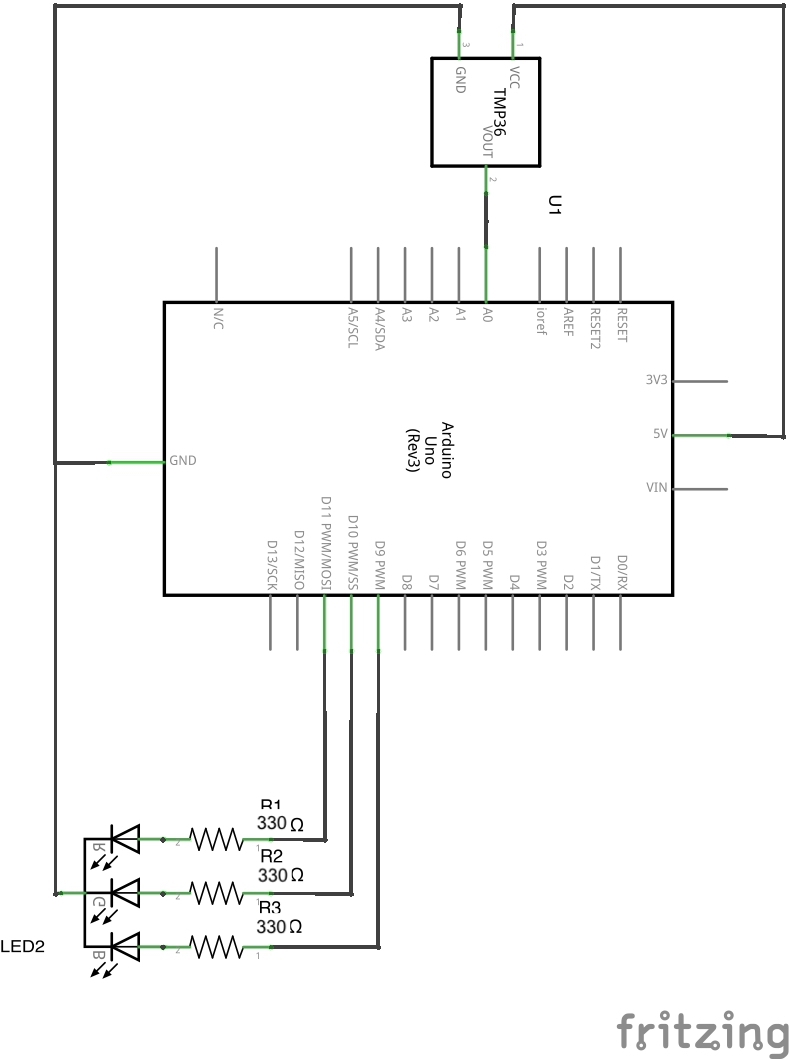 3
1
GND
VCC
TMP36
VOUT
2
U1
N/C
A5/SCL
A4/SDA
A3
A2
A1
A0
ioref
AREF
RESET2
RESET
3V3
5V
VIN
GND
Arduino
Uno
(Rev3)
D13/SCK
D12/MISO
D11 PWM/MOSI
D10 PWM/SS
D9 PWM
D8
D7
D6 PWM
D5 PWM
D4
D3 PWM
D2
D1/TX
D0/RX
R1
330 Ω
R
2
1
R2
330 Ω
G
2
1
R3
330 Ω
B
2
1
LED2
fritzing